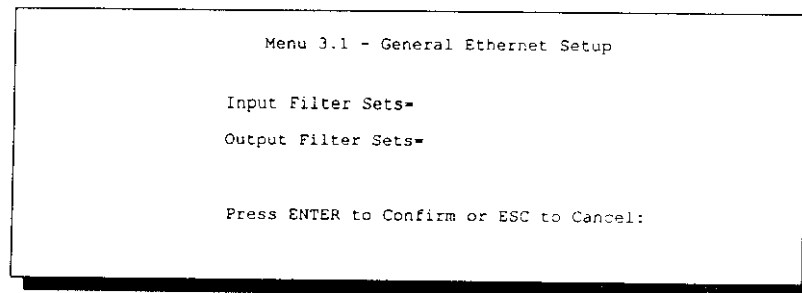 Menu 3.1 - General Ethernet Setup
Input Filter Sets=
Output Filter Sets=
Press ENTER to Confirm or ESC to Cancel: